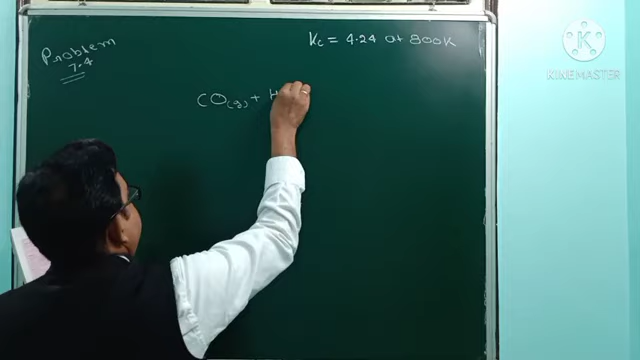 Problem
7.4
Kc = 4.24 at 800K
CO(g) + H
KINEMASTER